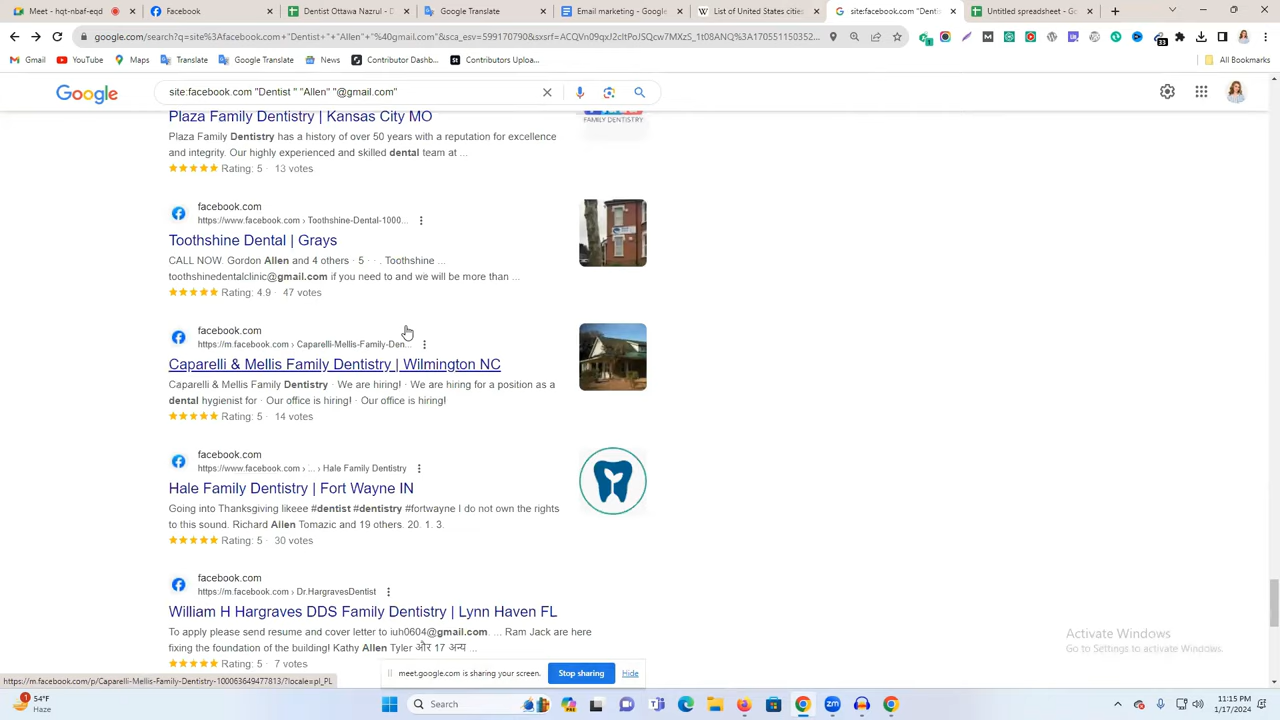 Meet - hqt-nbaf-eqd
Facebook
Dentist Ottawa Nazrul - D
Google Translate
Email marketing - Google
List of United States cities
site:facebook.com "Dentist
Untitled spreadsheet - Go
google.com/search?q=site%3Afacebook.com+"Dentist+"+"Allen"+"%40gmail.com"&sca_esv=599170790&sxsrf=
Gmail
YouTube
Maps
Translate
Google Translate
News
Contributor Dashb...
Contributors Uploa...
All Bookmarks
Google
site:facebook.com "Dentist " "Allen" "@gmail.com"
Plaza Family Dentistry | Kansas City MO
FAMILY DENTISTRY
Plaza Family Dentistry has a history of over 50 years with a reputation for excellence
and integrity. Our highly experienced and skilled dental team at ...
Rating: 5 · 13 votes
facebook.com
https://www.facebook.com › Toothshine-Dental-1000...
Toothshine Dental | Grays
CALL NOW. Gordon Allen and 4 others · 5 · · . Toothshine ...
toothshinedentalclinic@gmail.com if you need to and we will be more than ...
Rating: 4.9 · 47 votes
facebook.com
https://m.facebook.com › Caparelli-Mellis-Family-Den...
Caparelli & Mellis Family Dentistry | Wilmington NC
Caparelli & Mellis Family Dentistry · We are hiring! · We are hiring for a position as a
dental hygienist for · Our office is hiring! · Our office is hiring!
Rating: 5 · 14 votes
facebook.com
https://www.facebook.com › ... › Hale Family Dentistry
Hale Family Dentistry | Fort Wayne IN
Going into Thanksgiving likeee #dentist #dentistry #fortwayne I do not own the rights
to this sound. Richard Allen Tomazic and 19 others. 20. 1. 3.
Rating: 5 · 30 votes
facebook.com
https://m.facebook.com › Dr.HargravesDentist
William H Hargraves DDS Family Dentistry | Lynn Haven FL
To apply please send resume and cover letter to iuh0604@gmail.com. ... Ram Jack are here
fixing the foundation of the building! Kathy Allen Tyler और 17 अन्य ...
Rating: 5 · 7 votes
Activate Windows
Go to Settings to activate Windows.
meet.google.com is sharing your screen.
Stop sharing
Hide
https://m.facebook.com/p/Caparelli-Mellis-Family-Dentistry-100063649477813/?locale=pl_PL
1
54°F
Haze
Search
11:15 PM
1/17/2024